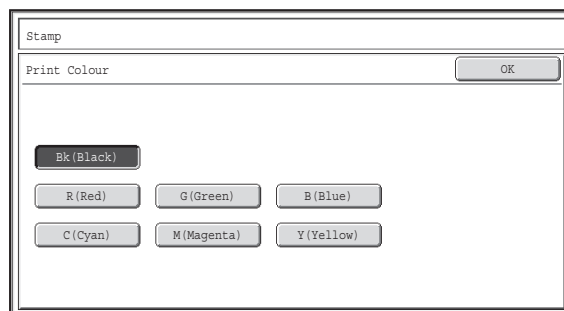 Stamp
Print Colour OK
Bk(Black)
R(Red) G(Green) B(Blue)
C(Cyan) M(Magenta) Y(Yellow)